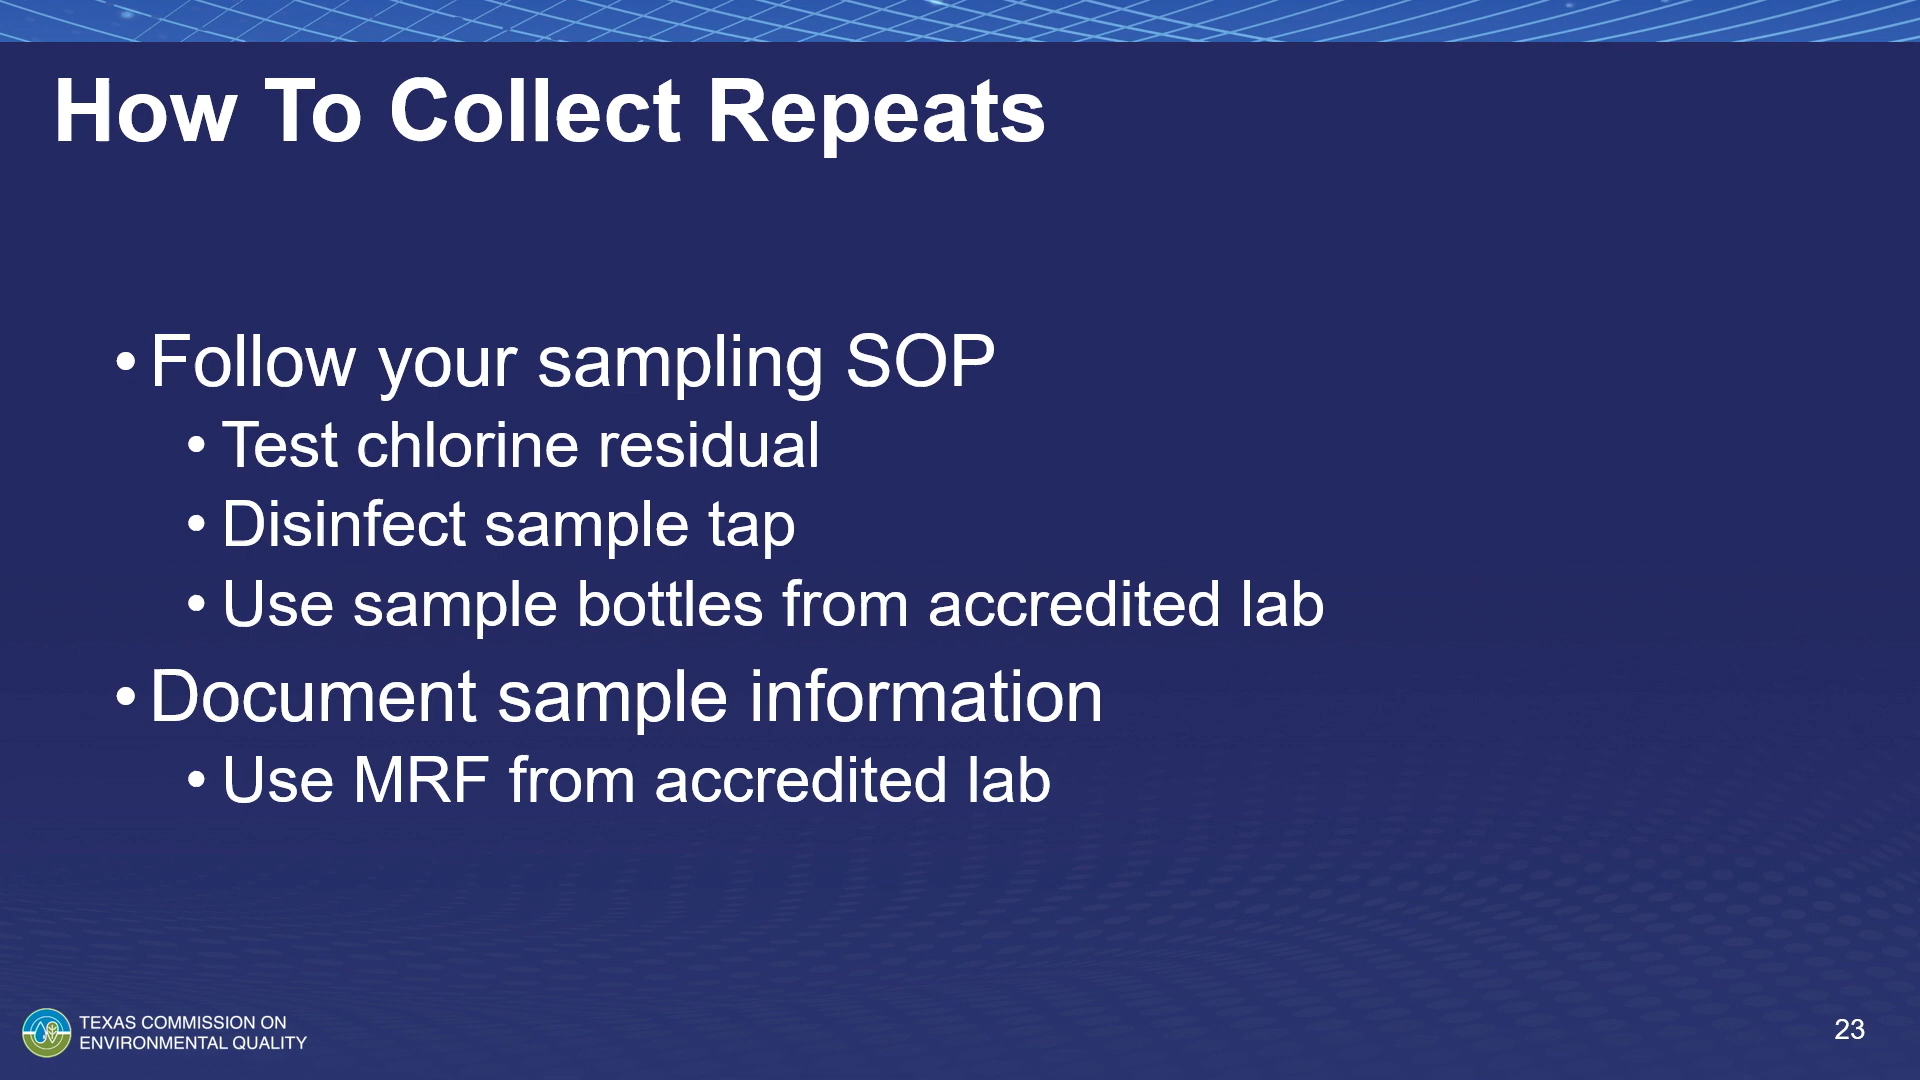 How To Collect Repeats
• Follow your sampling SOP
• Test chlorine residual
• Disinfect sample tap
• Use sample bottles from accredited lab
• Document sample information
• Use MRF from accredited lab
TEXAS COMMISSION ON
ENVIRONMENTAL QUALITY
23